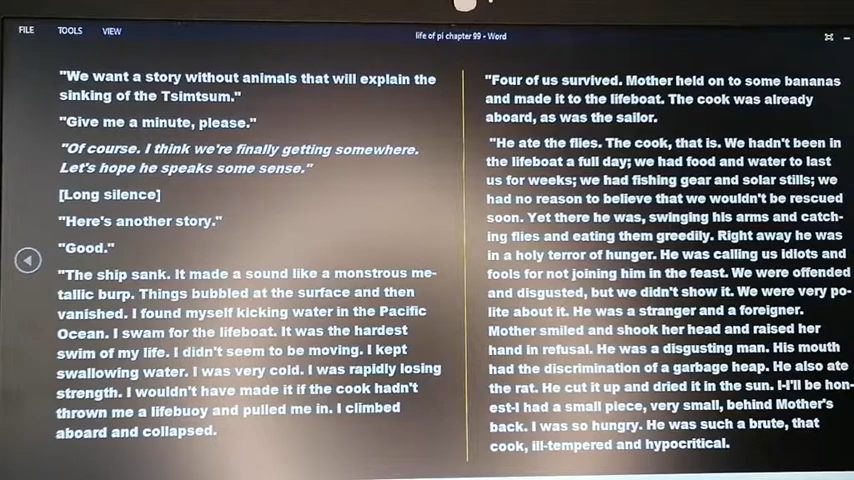 FILE TOOLS VIEW
life of pi chapter 99 - Word
"We want a story without animals that will explain the
sinking of the Tsimtsum."
"Give me a minute, please."
"Of course. I think we're finally getting somewhere.
Let's hope he speaks some sense."
[Long silence]
"Here's another story."
"Good."
"The ship sank. It made a sound like a monstrous me-
tallic burp. Things bubbled at the surface and then
vanished. I found myself kicking water in the Pacific
Ocean. I swam for the lifeboat. It was the hardest
swim of my life. I didn't seem to be moving. I kept
swallowing water. I was very cold. I was rapidly losing
strength. I wouldn't have made it if the cook hadn't
thrown me a lifebuoy and pulled me in. I climbed
aboard and collapsed.
"Four of us survived. Mother held on to some bananas
and made it to the lifeboat. The cook was already
aboard, as was the sailor.
"He ate the flies. The cook, that is. We hadn't been in
the lifeboat a full day; we had food and water to last
us for weeks; we had fishing gear and solar stills; we
had no reason to believe that we wouldn't be rescued
soon. Yet there he was, swinging his arms and catch-
ing flies and eating them greedily. Right away he was
in a holy terror of hunger. He was calling us idiots and
fools for not joining him in the feast. We were offended
and disgusted, but we didn't show it. We were very po-
lite about it. He was a stranger and a foreigner.
Mother smiled and shook her head and raised her
hand in refusal. He was a disgusting man. His mouth
had the discrimination of a garbage heap. He also ate
the rat. He cut it up and dried it in the sun. I-I'll be hon-
est-I had a small piece, very small, behind Mother's
back. I was so hungry. He was such a brute, that
cook, ill-tempered and hypocritical.